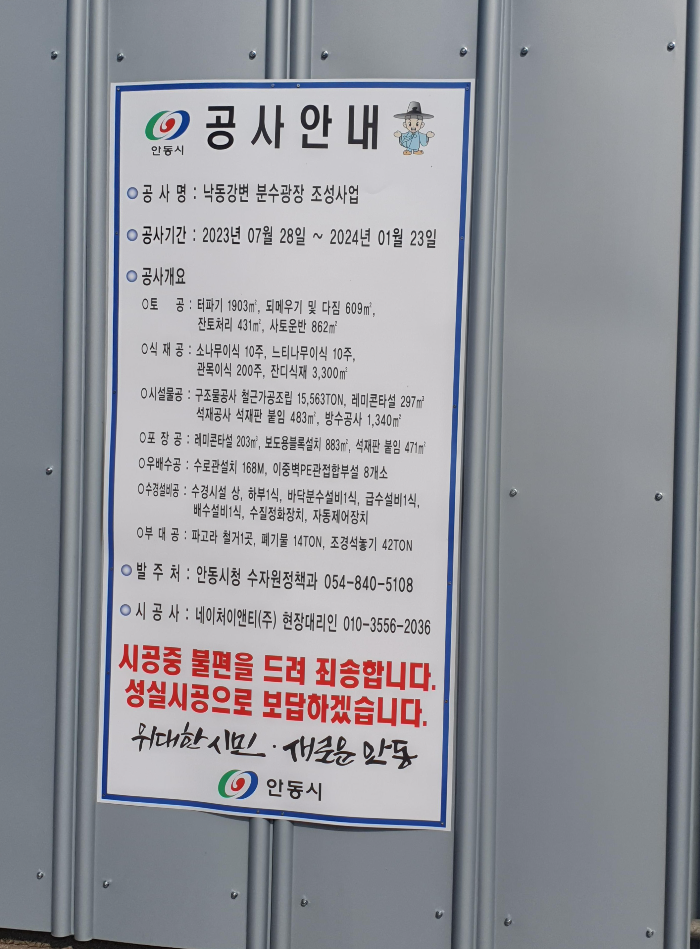 안동시
공사안내
공 사 명 : 낙동강변 분수광장 조성사업
공사기간 : 2023년 07월 28일 ~ 2024년 01월 23일
공사개요
○토 공 : 터파기 1903㎥, 되메우기 및 다짐 609㎥,
잔토처리 431㎥, 사토운반 862㎥
○식 재 공 : 소나무이식 10주, 느티나무이식 10주,
관목이식 200주, 잔디식재 3,300㎡
○시설물공 : 구조물공사 철근가공조립 15,563TON, 레미콘타설 297㎥
석재공사 석재판 붙임 483㎡, 방수공사 1,340㎡
○포 장 공 : 레미콘타설 203㎥, 보도용블록설치 883㎡, 석재판 붙임 471㎡
○우배수공 : 수로관설치 168M, 이중벽PE관접합부설 8개소
○수경설비공 : 수경시설 상, 하부1식, 바닥분수설비1식, 급수설비1식,
배수설비1식, 수질정화장치, 자동제어장치
○부 대 공 : 파고라 철거1곳, 폐기물 14TON, 조경석놓기 42TON
발 주 처 : 안동시청 수자원정책과 054-840-5108
시 공 사 : 네이처이앤티(주) 현장대리인 010-3556-2036
시공중 불편을 드려 죄송합니다.
성실시공으로 보답하겠습니다.
위대한 시민 · 새로운 안동
안동시